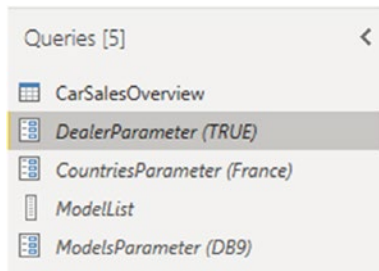 Queries [5]
CarSalesOverview
DealerParameter (TRUE)
CountriesParameter (France)
ModelList
ModelsParameter (DB9)